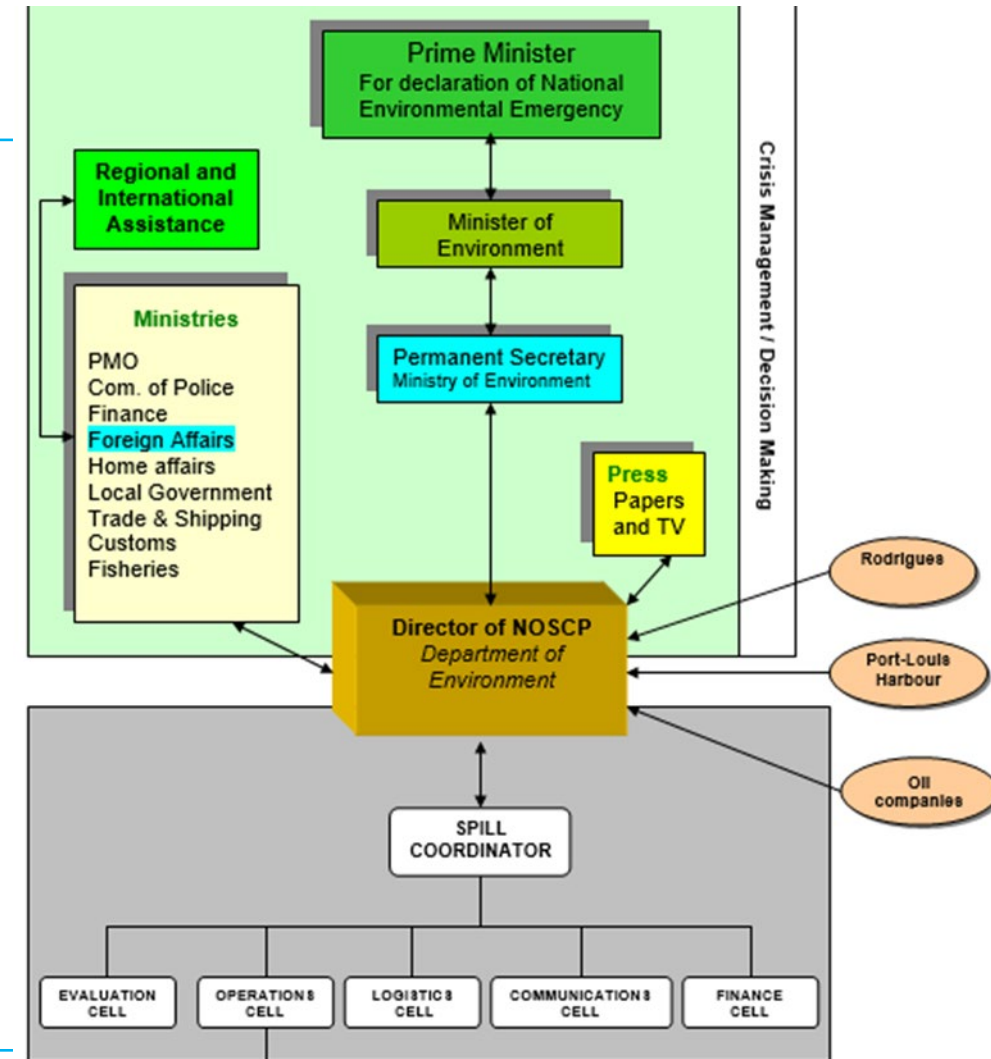 Prime Minister
For declaration of National
Environmental Emergency
Regional and
International
Assistance
Minister of
Environment
Ministries
PMO
Com. of Police
Finance
Foreign Affairs
Home affairs
Local Government
Trade & Shipping
Customs
Fisheries
Permanent Secretary
Ministry of Environment
Press
Papers
and TV
Crisis Management / Decision Making
Director of NOSCP
Department of
Environment
Rodrigues
Port-Louis
Harbour
Oil
companies
SPILL
COORDINATOR
EVALUATION
CELL
OPERATIONS
CELL
LOGISTICS
CELL
COMMUNICATIONS
CELL
FINANCE
CELL